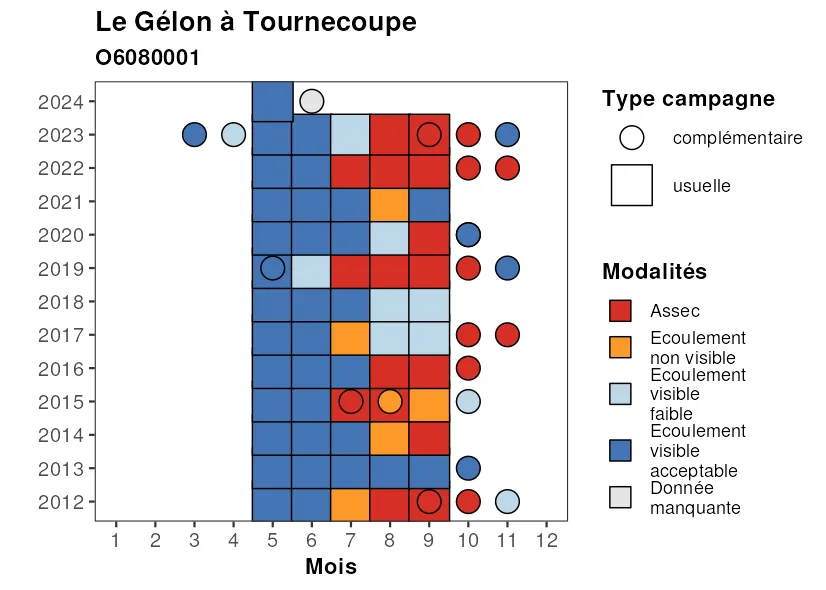 Le Gélon à Tournecoupe
O6080001
2024
2023
2022
2021
2020
2019
2018
2017
2016
2015
2014
2013
2012
1 2 3 4 5 6 7 8 9 10 11 12
Mois
Type campagne
complémentaire
usuelle
Modalités
Assec
Ecoulement
non visible
Ecoulement
visible
faible
Ecoulement
visible
acceptable
Donnée
manquante